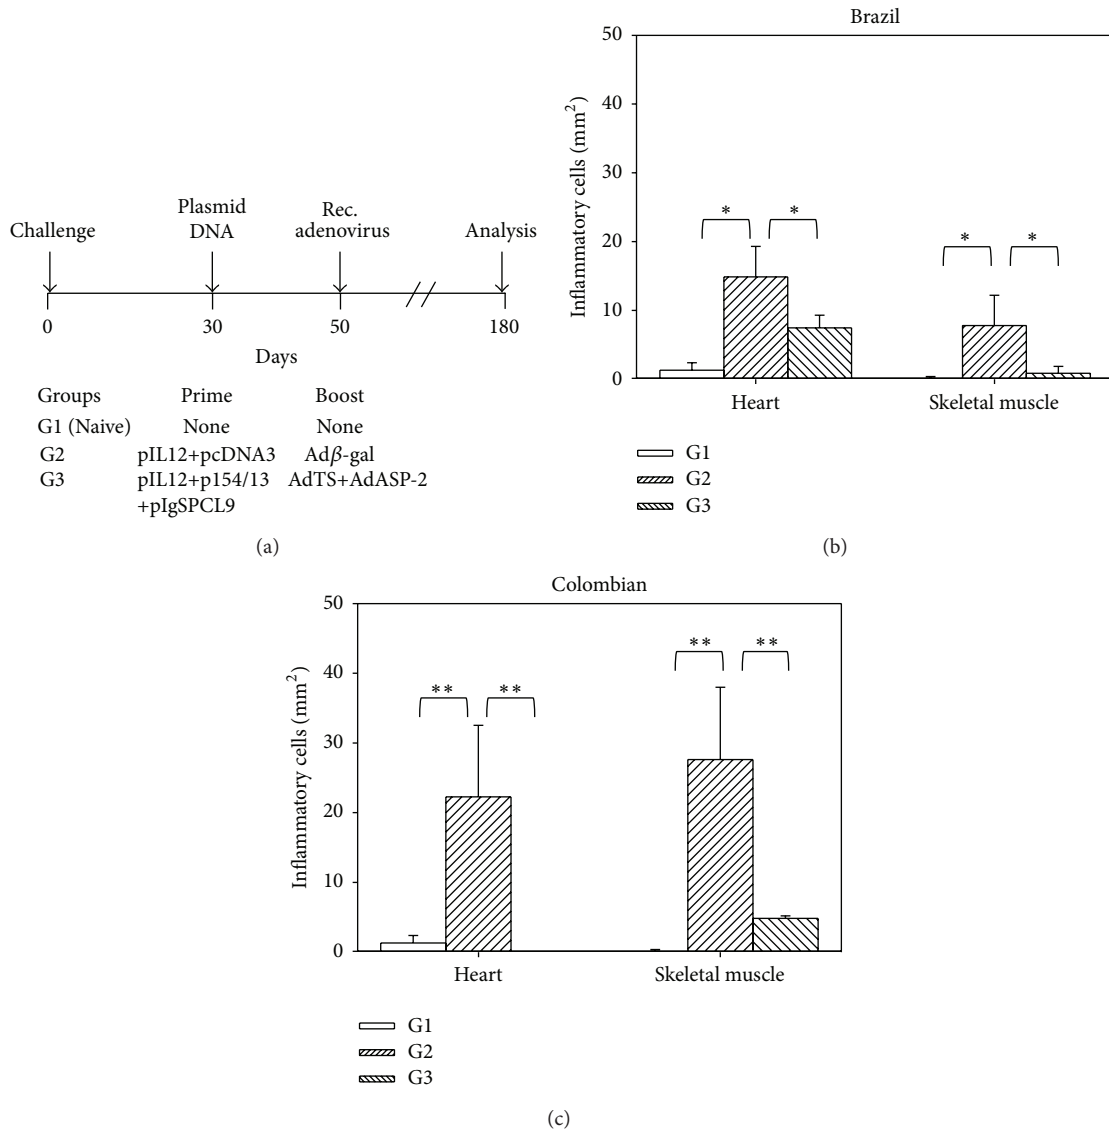 Challenge
Plasmid
DNA
Rec.
adenovirus
Analysis
0
30
50
180
Days
Groups Prime Boost
G1 (Naive) None None
G2 pIL12+pcDNA3 Adβ-gal
G3 pIL12+p154/13 AdTS+AdASP-2
+pIgSPCL9
(a)
Brazil
Inflammatory cells (mm²)
50
40
30
20
10
0
* *
* *
Heart
Skeletal muscle
G1
G2
G3
(b)
Colombian
Inflammatory cells (mm²)
50
40
30
20
10
0
** **
** **
Heart
Skeletal muscle
G1
G2
G3
(c)